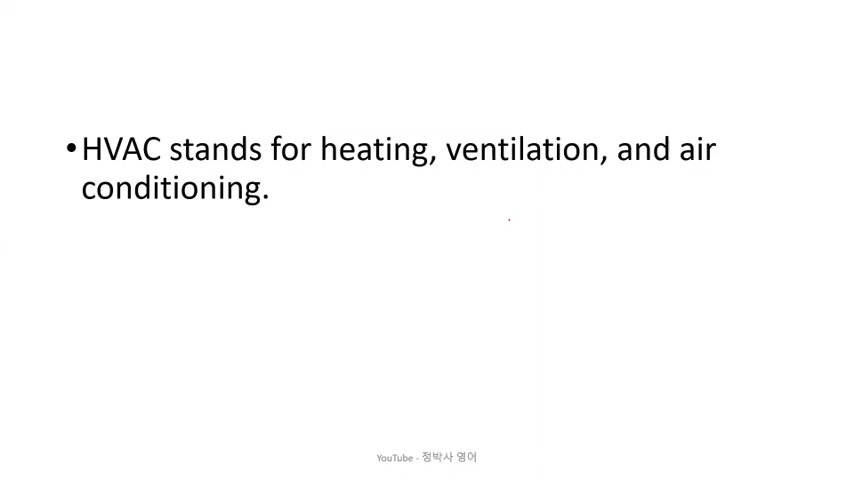 •HVAC stands for heating, ventilation, and air
conditioning.
YouTube - 정박사 영어